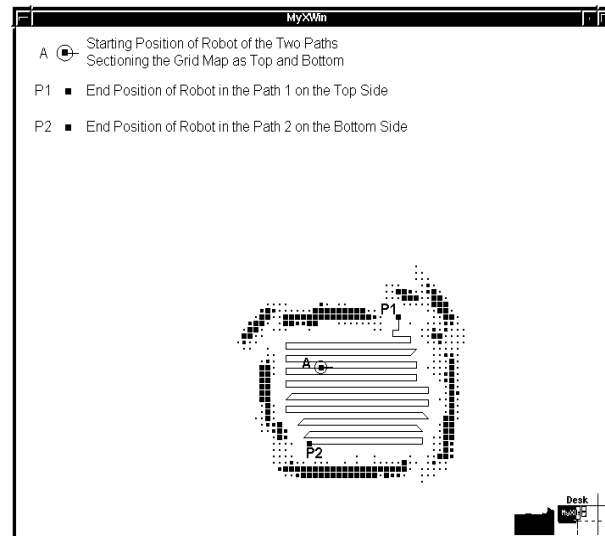 MyXWin
A Starting Position of Robot of the Two Paths
Sectioning the Grid Map as Top and Bottom
P1 End Position of Robot in the Path 1 on the Top Side
P2 End Position of Robot in the Path 2 on the Bottom Side
P1
A
P2
Desk